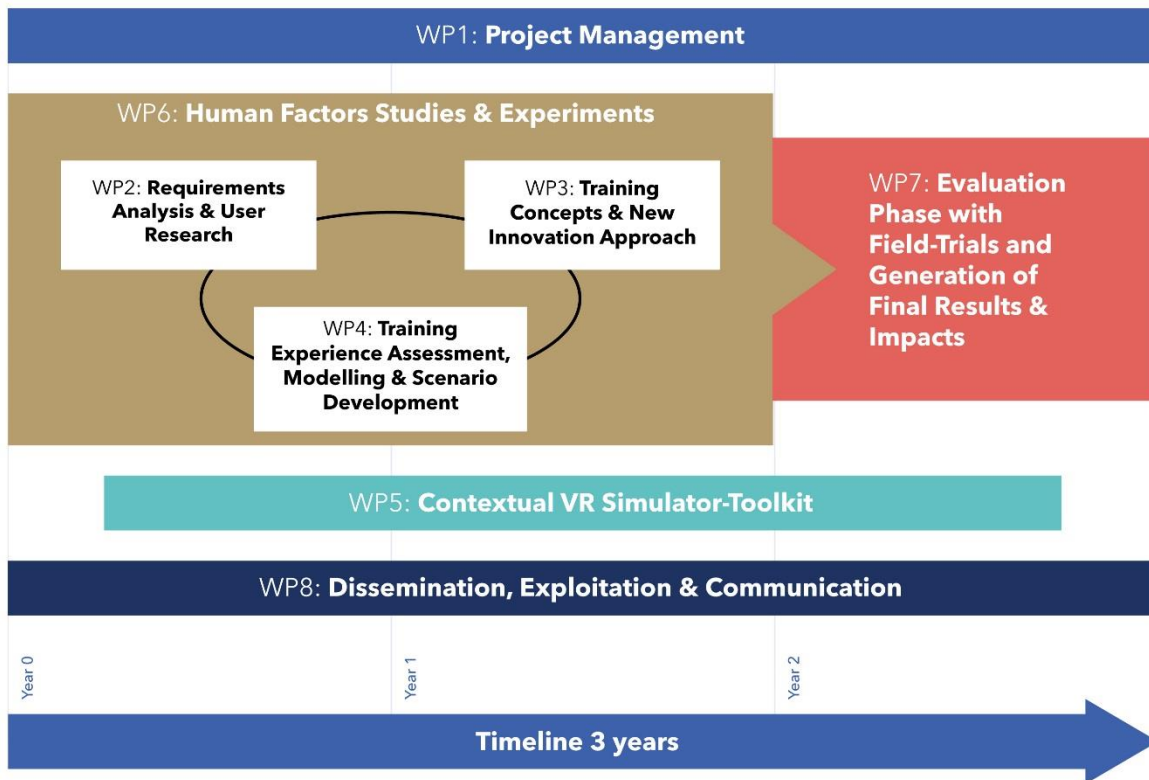 WP1: Project Management
WP6: Human Factors Studies & Experiments
WP2: Requirements
Analysis & User
Research
WP3: Training
Concepts & New
Innovation Approach
WP4: Training
Experience Assessment,
Modelling & Scenario
Development
WP7: Evaluation
Phase with
Field-Trials and
Generation of
Final Results &
Impacts
WP5: Contextual VR Simulator-Toolkit
WP8: Dissemination, Exploitation & Communication
Year 0
Year 1
Year 2
Timeline 3 years